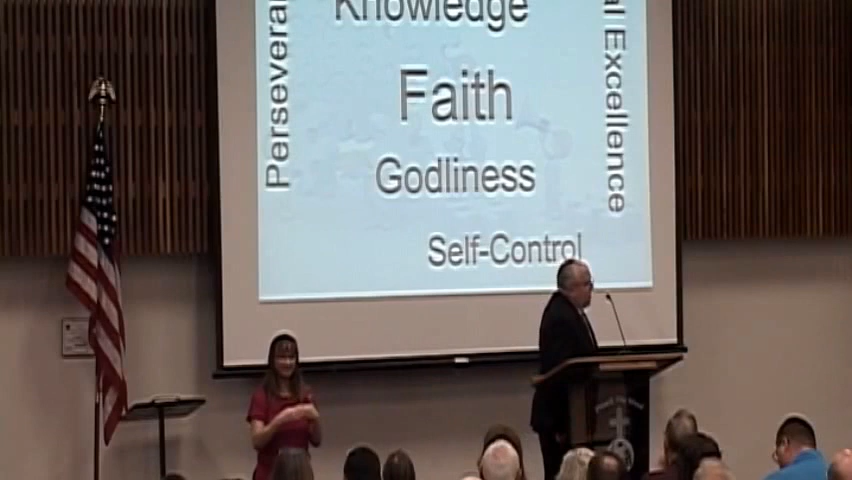 Knowledge
Faith
Godliness
Self-Control
Perseveran
al Excellence